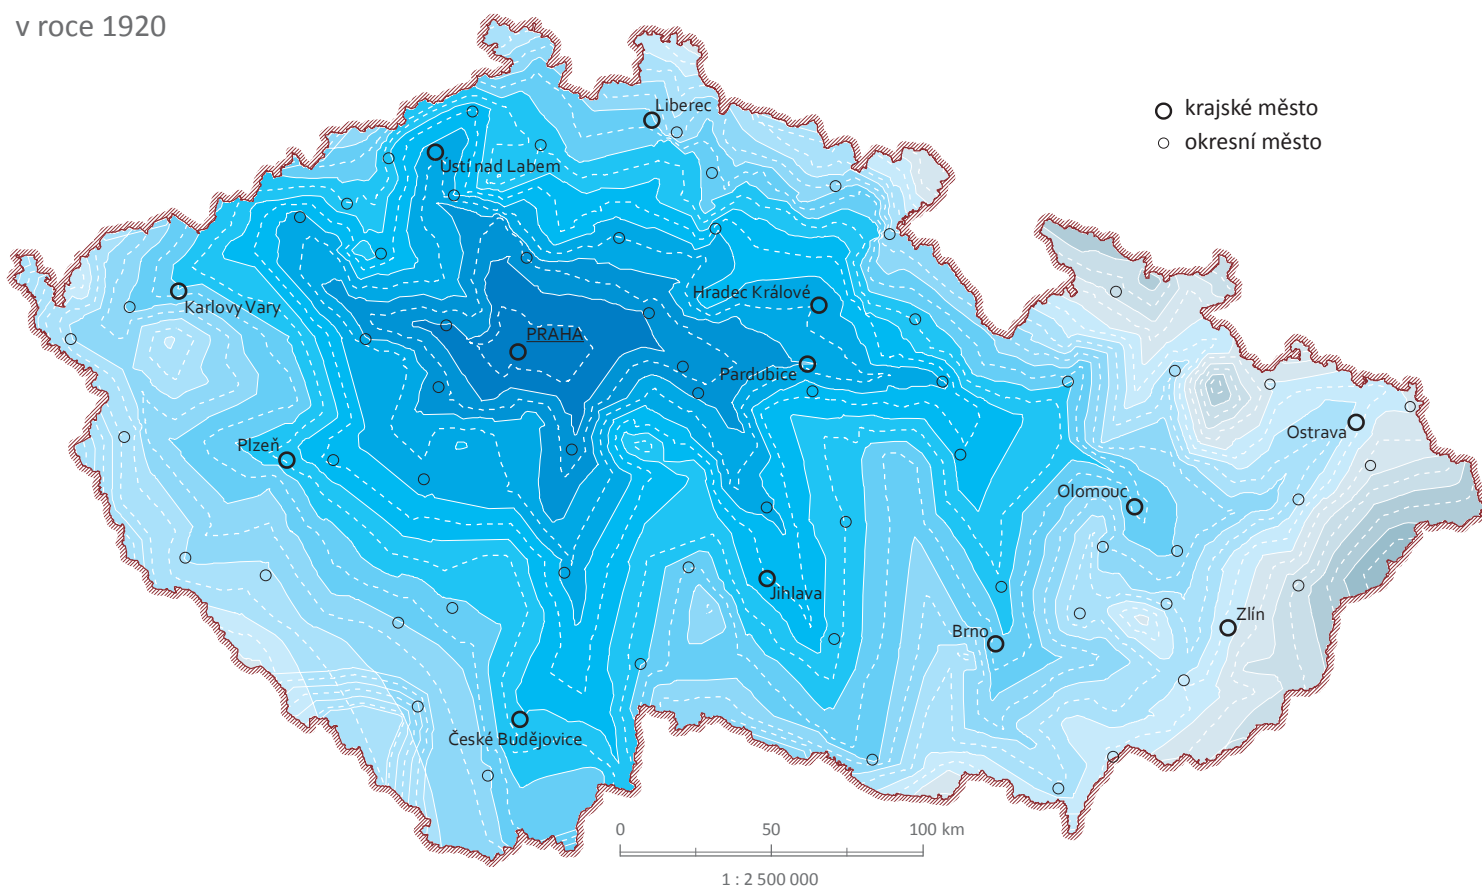 v roce 1920
krajské město
okresní město
Liberec
Ústí nad Labem
Karlovy Vary
Hradec Králové
PRAHA
Pardubice
Plzeň
Ostrava
Olomouc
Jihlava
Zlín
Brno
České Budějovice
0 50 100 km
1 : 2 500 000